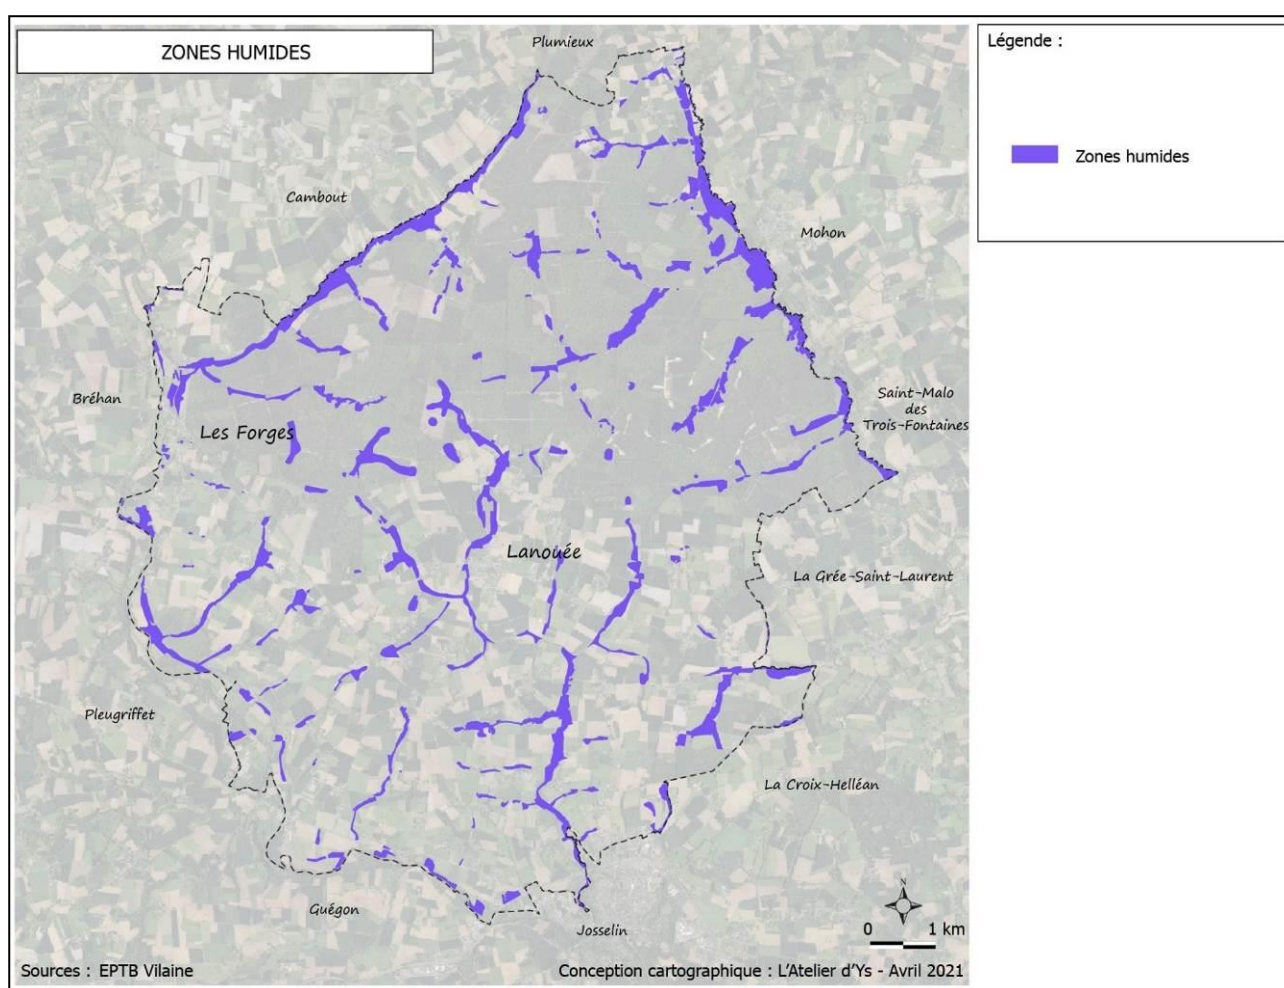 ZONES HUMIDES
Légende :
Zones humides
Plumieux
Cambout
Mohon
Bréhan
Saint-Malo
des
Trois-Fontaines
Les Forges
Lanouée
La Grée-Saint-Laurent
Pleugriffet
La Croix-Helléan
Guégon
Josselin
N
0 1 km
Sources : EPTB Vilaine
Conception cartographique : L'Atelier d'Ys - Avril 2021